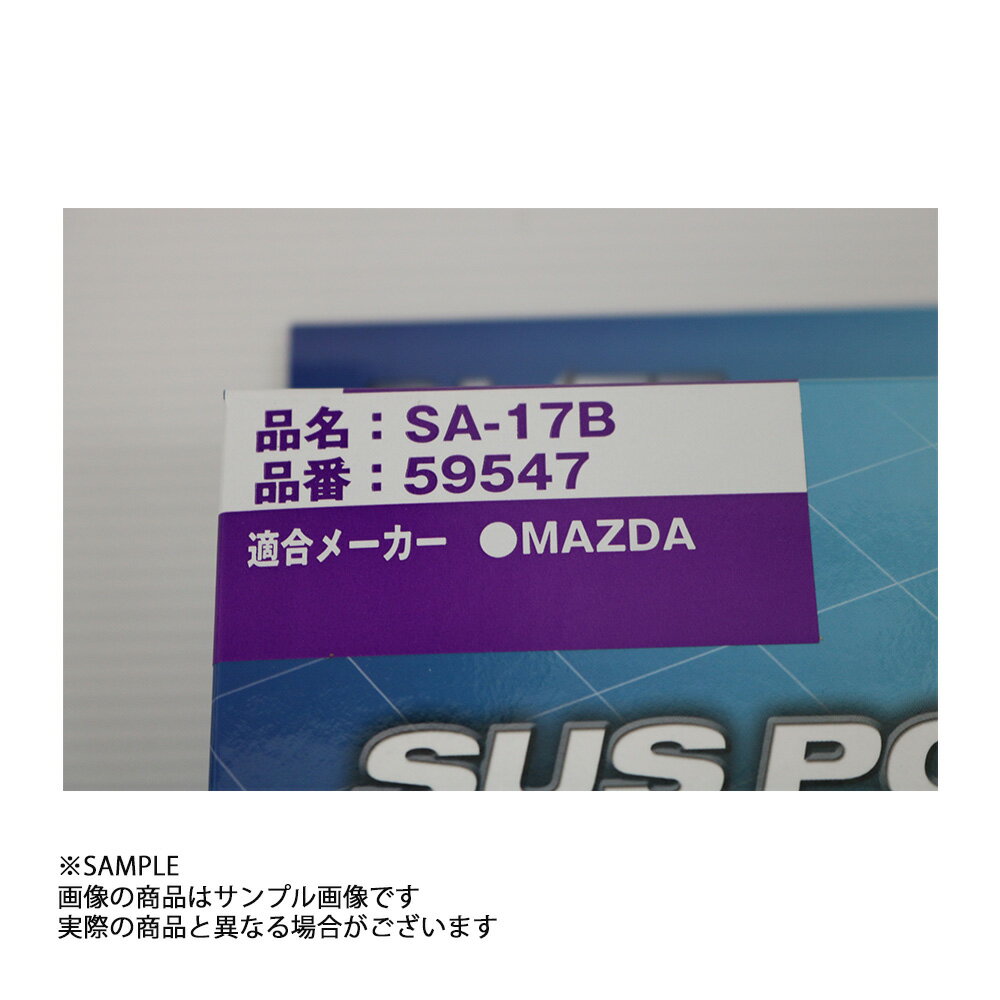 品名：SA-17B
品番：59547
適合メーカー ●MAZDA
SUS PO
※SAMPLE
画像の商品はサンプル画像です
実際の商品と異なる場合がございます